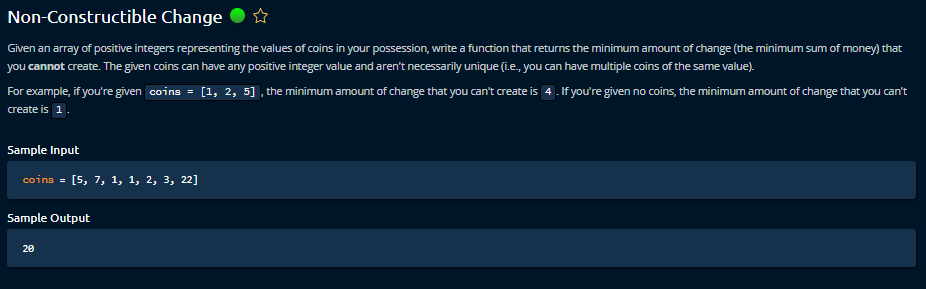 Non-Constructible Change
Given an array of positive integers representing the values of coins in your possession, write a function that returns the minimum amount of change (the minimum sum of money) that
you cannot create. The given coins can have any positive integer value and aren't necessarily unique (i.e., you can have multiple coins of the same value).
For example, if you're given coins = [1, 2, 5] , the minimum amount of change that you can't create is 4 . If you're given no coins, the minimum amount of change that you can't
create is 1 .
Sample Input
coins = [5, 7, 1, 1, 2, 3, 22]
Sample Output
20